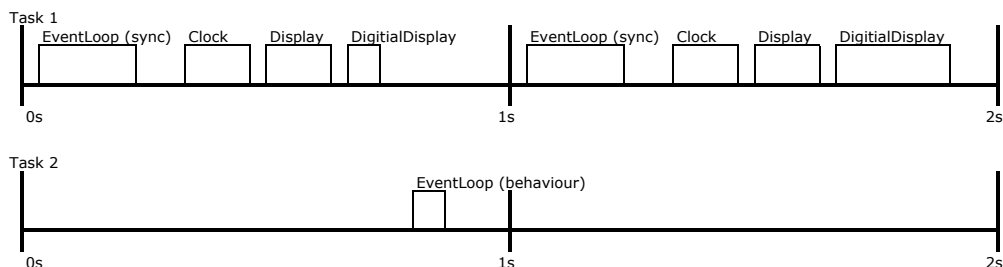 Task 1
EventLoop (sync) Clock Display DigitialDisplay EventLoop (sync) Clock Display DigitialDisplay
0s 1s 2s
Task 2
EventLoop (behaviour)
0s 1s 2s